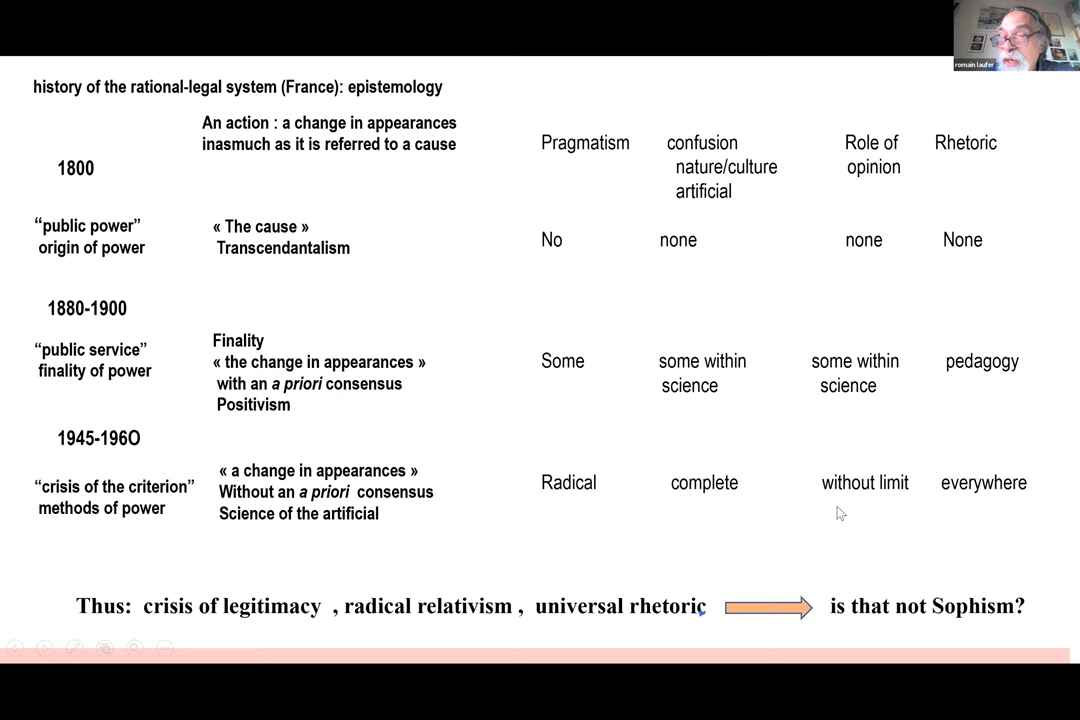 romain laufer
history of the rational-legal system (France): epistemology
An action : a change in appearances
inasmuch as it is referred to a cause
1800
Pragmatism
confusion
nature/culture
artificial
Role of
opinion
Rhetoric
“public power”
origin of power
« The cause »
Transcendantalism
No
none
none
None
1880-1900
“public service”
finality of power
Finality
« the change in appearances »
with an a priori consensus
Positivism
Some
some within
science
some within
science
pedagogy
1945-196O
“crisis of the criterion”
methods of power
« a change in appearances »
Without an a priori consensus
Science of the artificial
Radical
complete
without limit
everywhere
Thus: crisis of legitimacy , radical relativism , universal rhetoric
is that not Sophism?